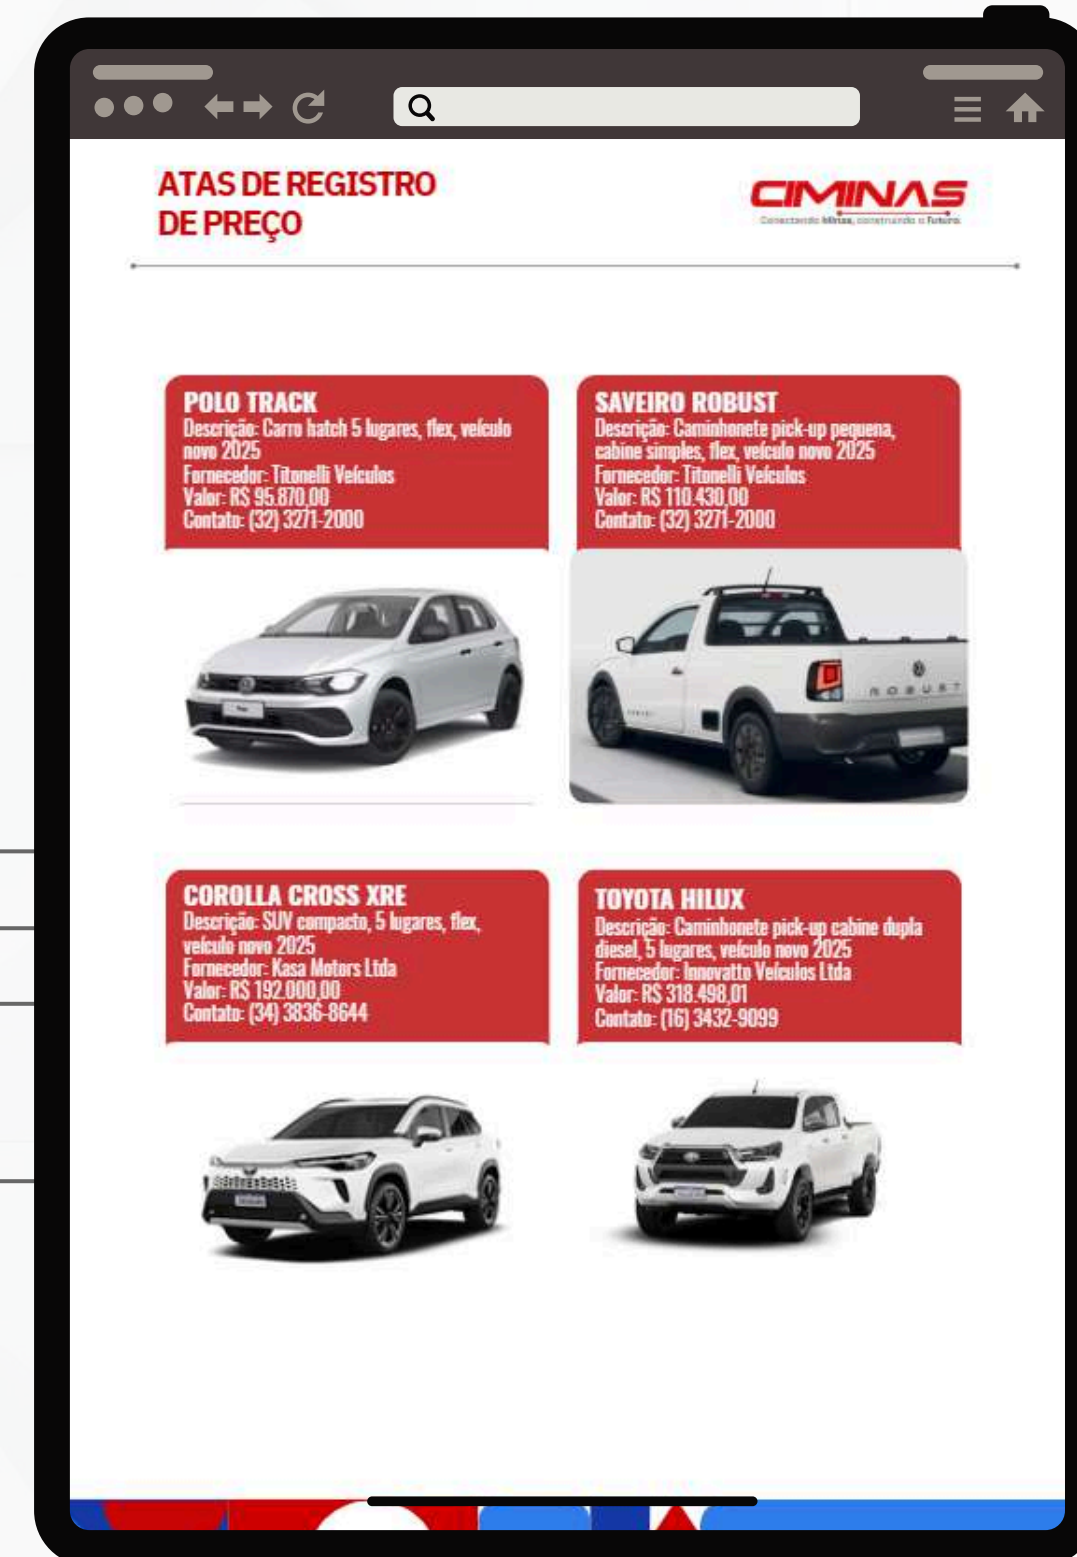 ATAS DE REGISTRO
DE PREÇO
CIMINAS
Conectando Minas, construindo o Futuro.
POLO TRACK
Descrição: Carro hatch 5 lugares, flex, veículo
novo 2025
Fornecedor: Titonelli Veículos
Valor: R$ 95.870,00
Contato: (32) 3271-2000
SAVEIRO ROBUST
Descrição: Caminhonete pick-up pequena,
cabine simples, flex, veículo novo 2025
Fornecedor: Titonelli Veículos
Valor: R$ 110.430,00
Contato: (32) 3271-2000
ROBUST
COROLLA CROSS XRE
Descrição: SUV compacto, 5 lugares, flex,
veículo novo 2025
Fornecedor: Kasa Motors Ltda
Valor: R$ 192.000,00
Contato: (34) 3836-8644
TOYOTA HILUX
Descrição: Caminhonete pick-up cabine dupla
diesel, 5 lugares, veículo novo 2025
Fornecedor: Innovatto Veículos Ltda
Valor: R$ 318.498,01
Contato: (16) 3432-9099